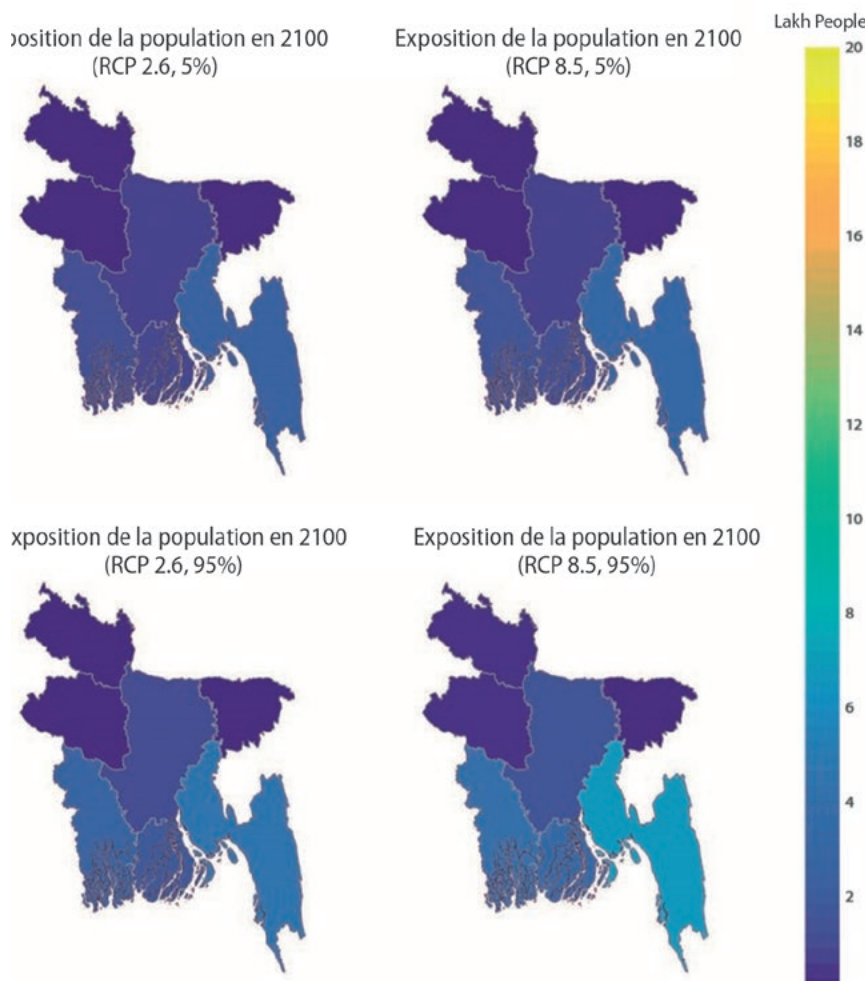 position de la population en 2100
(RCP 2.6, 5%)
Exposition de la population en 2100
(RCP 8.5, 5%)
Lakh People
20
18
16
14
12
10
8
6
4
2
xposition de la population en 2100
(RCP 2.6, 95%)
Exposition de la population en 2100
(RCP 8.5, 95%)